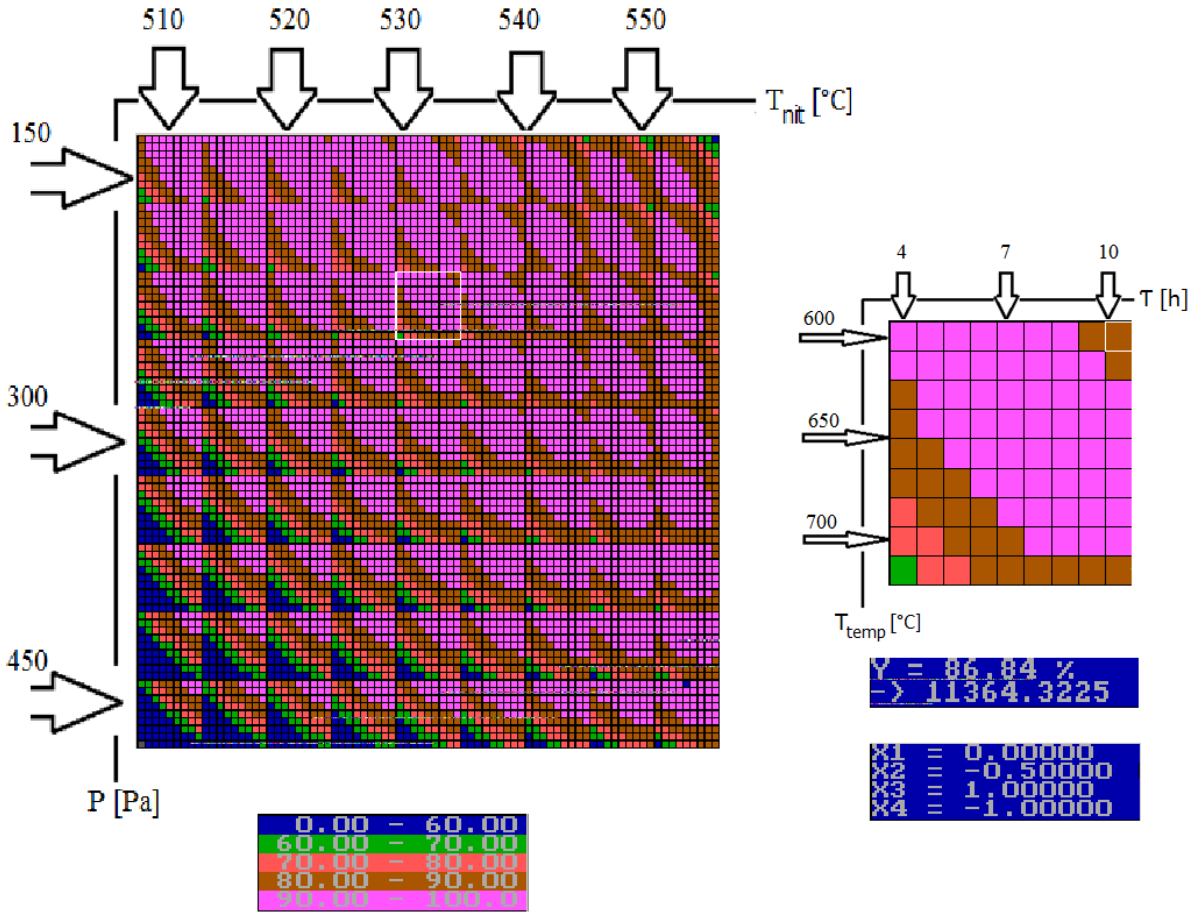 510 520 530 540 550
Tnit [°C]
150
300
450
P [Pa]
4 7 10
τ [h]
600
650
700
Ttemp [°C]
Y = 86.84 %
-> 11364.3225
X1 = 0.00000
X2 = -0.50000
X3 = 1.00000
X4 = -1.00000
0.00 - 60.00
60.00 - 70.00
70.00 - 80.00
80.00 - 90.00
90.00 - 100.0